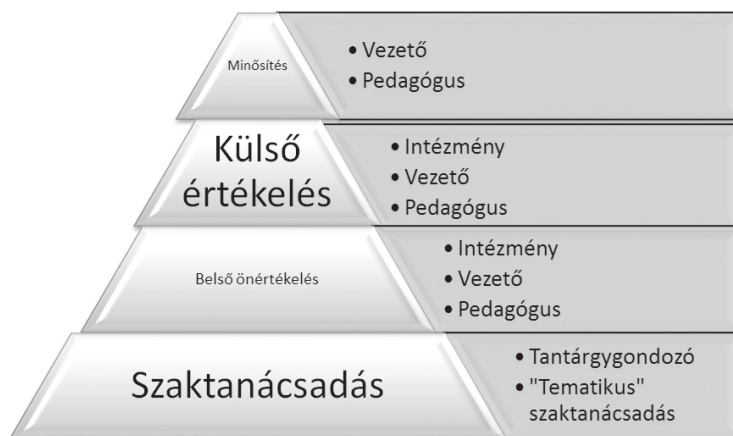 Minősítés
• Vezető
• Pedagógus
Külső
értékelés
• Intézmény
• Vezető
• Pedagógus
Belső önértékelés
• Intézmény
• Vezető
• Pedagógus
Szaktanácsadás
• Tantárgygondozó
• "Tematikus"
szaktanácsadás